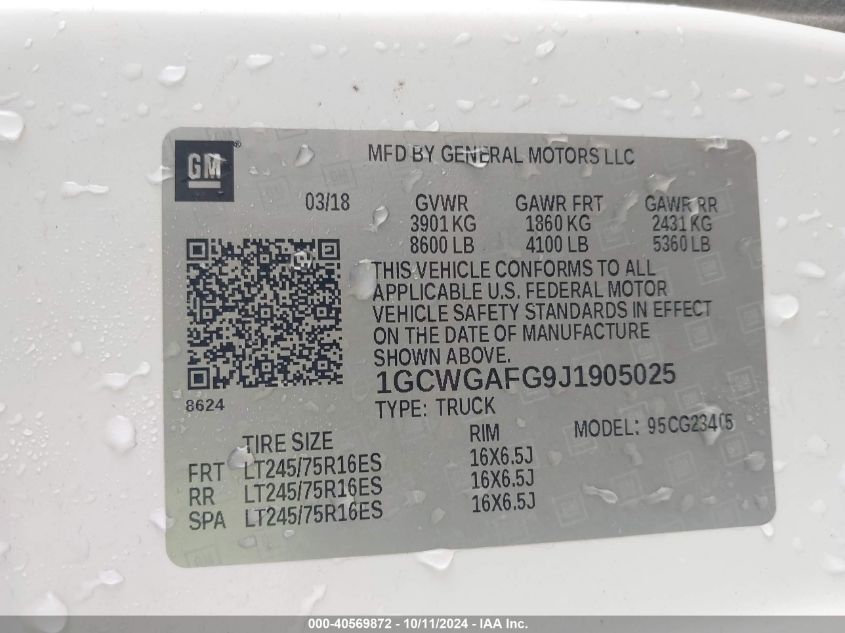 GM ®
MFD BY GENERAL MOTORS LLC
03/18 GVWR GAWR FRT GAWR RR
3901 KG 1860 KG 2431 KG
8600 LB 4100 LB 5360 LB
THIS VEHICLE CONFORMS TO ALL
APPLICABLE U.S. FEDERAL MOTOR
VEHICLE SAFETY STANDARDS IN EFFECT
ON THE DATE OF MANUFACTURE
SHOWN ABOVE.
1GCWGAFG9J1905025
8624
TYPE: TRUCK
MODEL: 95CG23405
TIRE SIZE RIM
FRT LT245/75R16ES 16X6.5J
RR LT245/75R16ES 16X6.5J
SPA LT245/75R16ES 16X6.5J
000-40569872 - 10/11/2024 - IAA Inc.